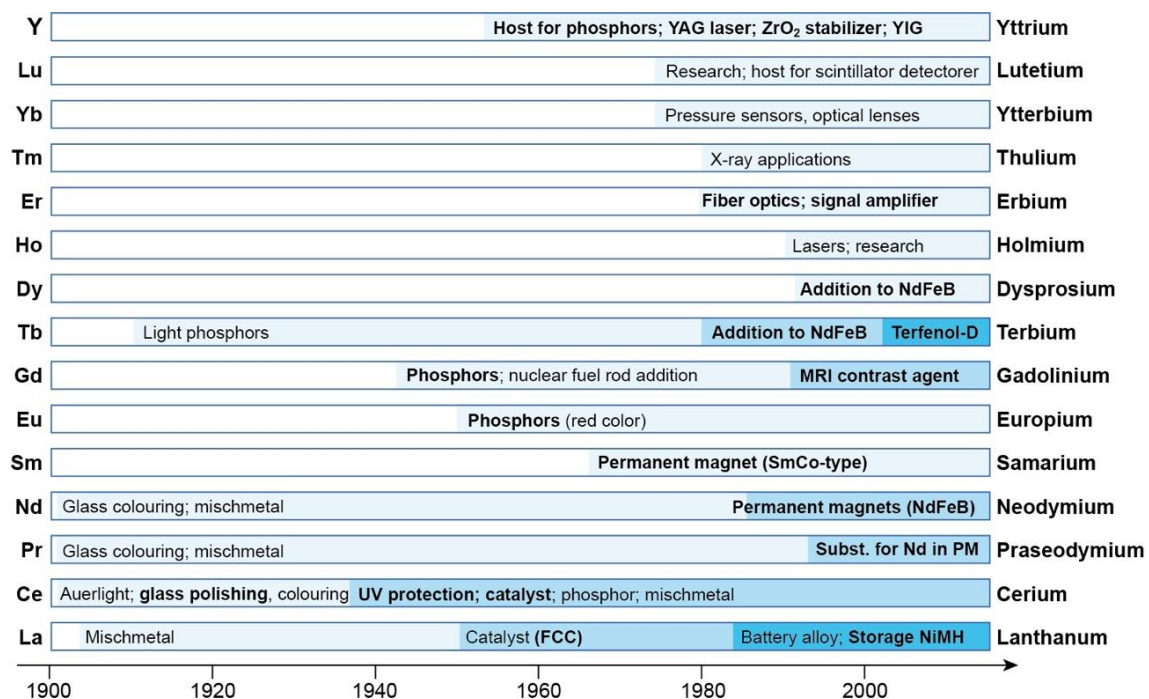 Y Host for phosphors; YAG laser; ZrO₂ stabilizer; YIG Yttrium
Lu Research; host for scintillator detectorer Lutetium
Yb Pressure sensors, optical lenses Ytterbium
Tm X-ray applications Thulium
Er Fiber optics; signal amplifier Erbium
Ho Lasers; research Holmium
Dy Addition to NdFeB Dysprosium
Tb Light phosphors Addition to NdFeB Terfenol-D Terbium
Gd Phosphors; nuclear fuel rod addition MRI contrast agent Gadolinium
Eu Phosphors (red color) Europium
Sm Permanent magnet (SmCo-type) Samarium
Nd Glass colouring; mischmetal Permanent magnets (NdFeB) Neodymium
Pr Glass colouring; mischmetal Subst. for Nd in PM Praseodymium
Ce Auerlight; glass polishing, colouring UV protection; catalyst; phosphor; mischmetal Cerium
La Mischmetal Catalyst (FCC) Battery alloy; Storage NiMH Lanthanum
1900 1920 1940 1960 1980 2000